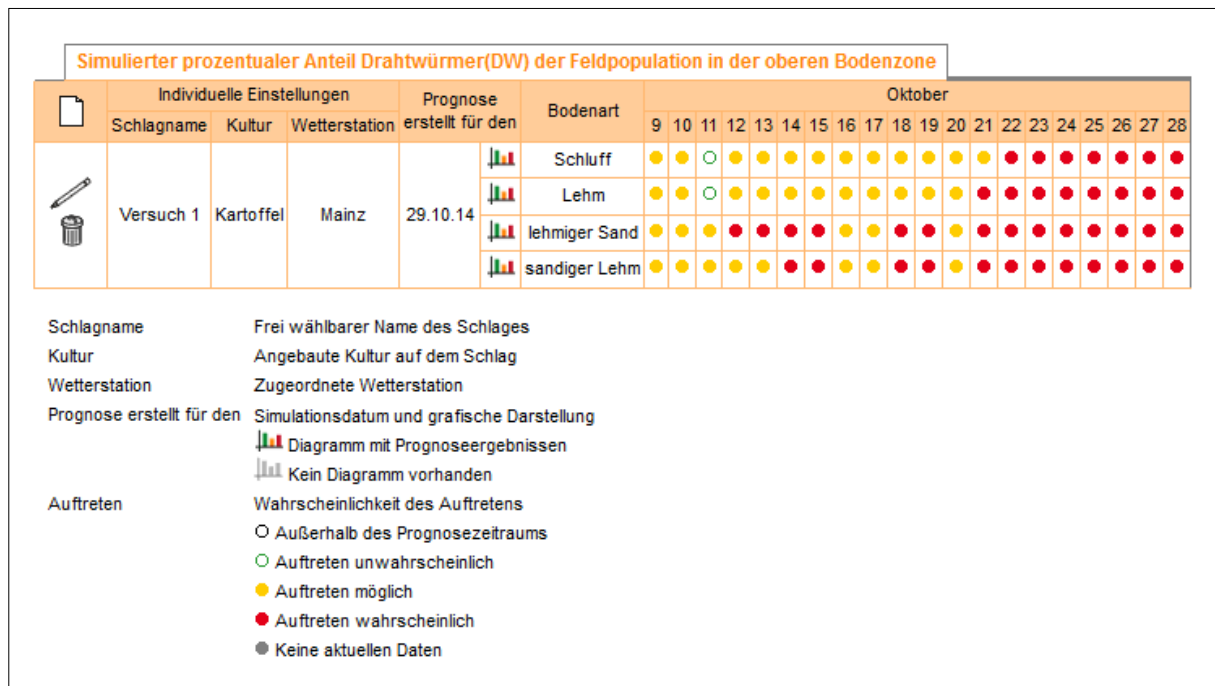 Simulierter prozentualer Anteil Drahtwürmer(DW) der Feldpopulation in der oberen Bodenzone
Individuelle Einstellungen Prognose erstellt für den Bodenart Oktober
Schlagname Kultur Wetterstation 9 10 11 12 13 14 15 16 17 18 19 20 21 22 23 24 25 26 27 28
Versuch 1 Kartoffel Mainz 29.10.14
Schluff
Lehm
lehmiger Sand
sandiger Lehm
Schlagname Frei wählbarer Name des Schlages
Kultur Angebaute Kultur auf dem Schlag
Wetterstation Zugeordnete Wetterstation
Prognose erstellt für den Simulationsdatum und grafische Darstellung
Diagramm mit Prognoseergebnissen
Kein Diagramm vorhanden
Auftreten Wahrscheinlichkeit des Auftretens
Außerhalb des Prognosezeitraums
Auftreten unwahrscheinlich
Auftreten möglich
Auftreten wahrscheinlich
Keine aktuellen Daten